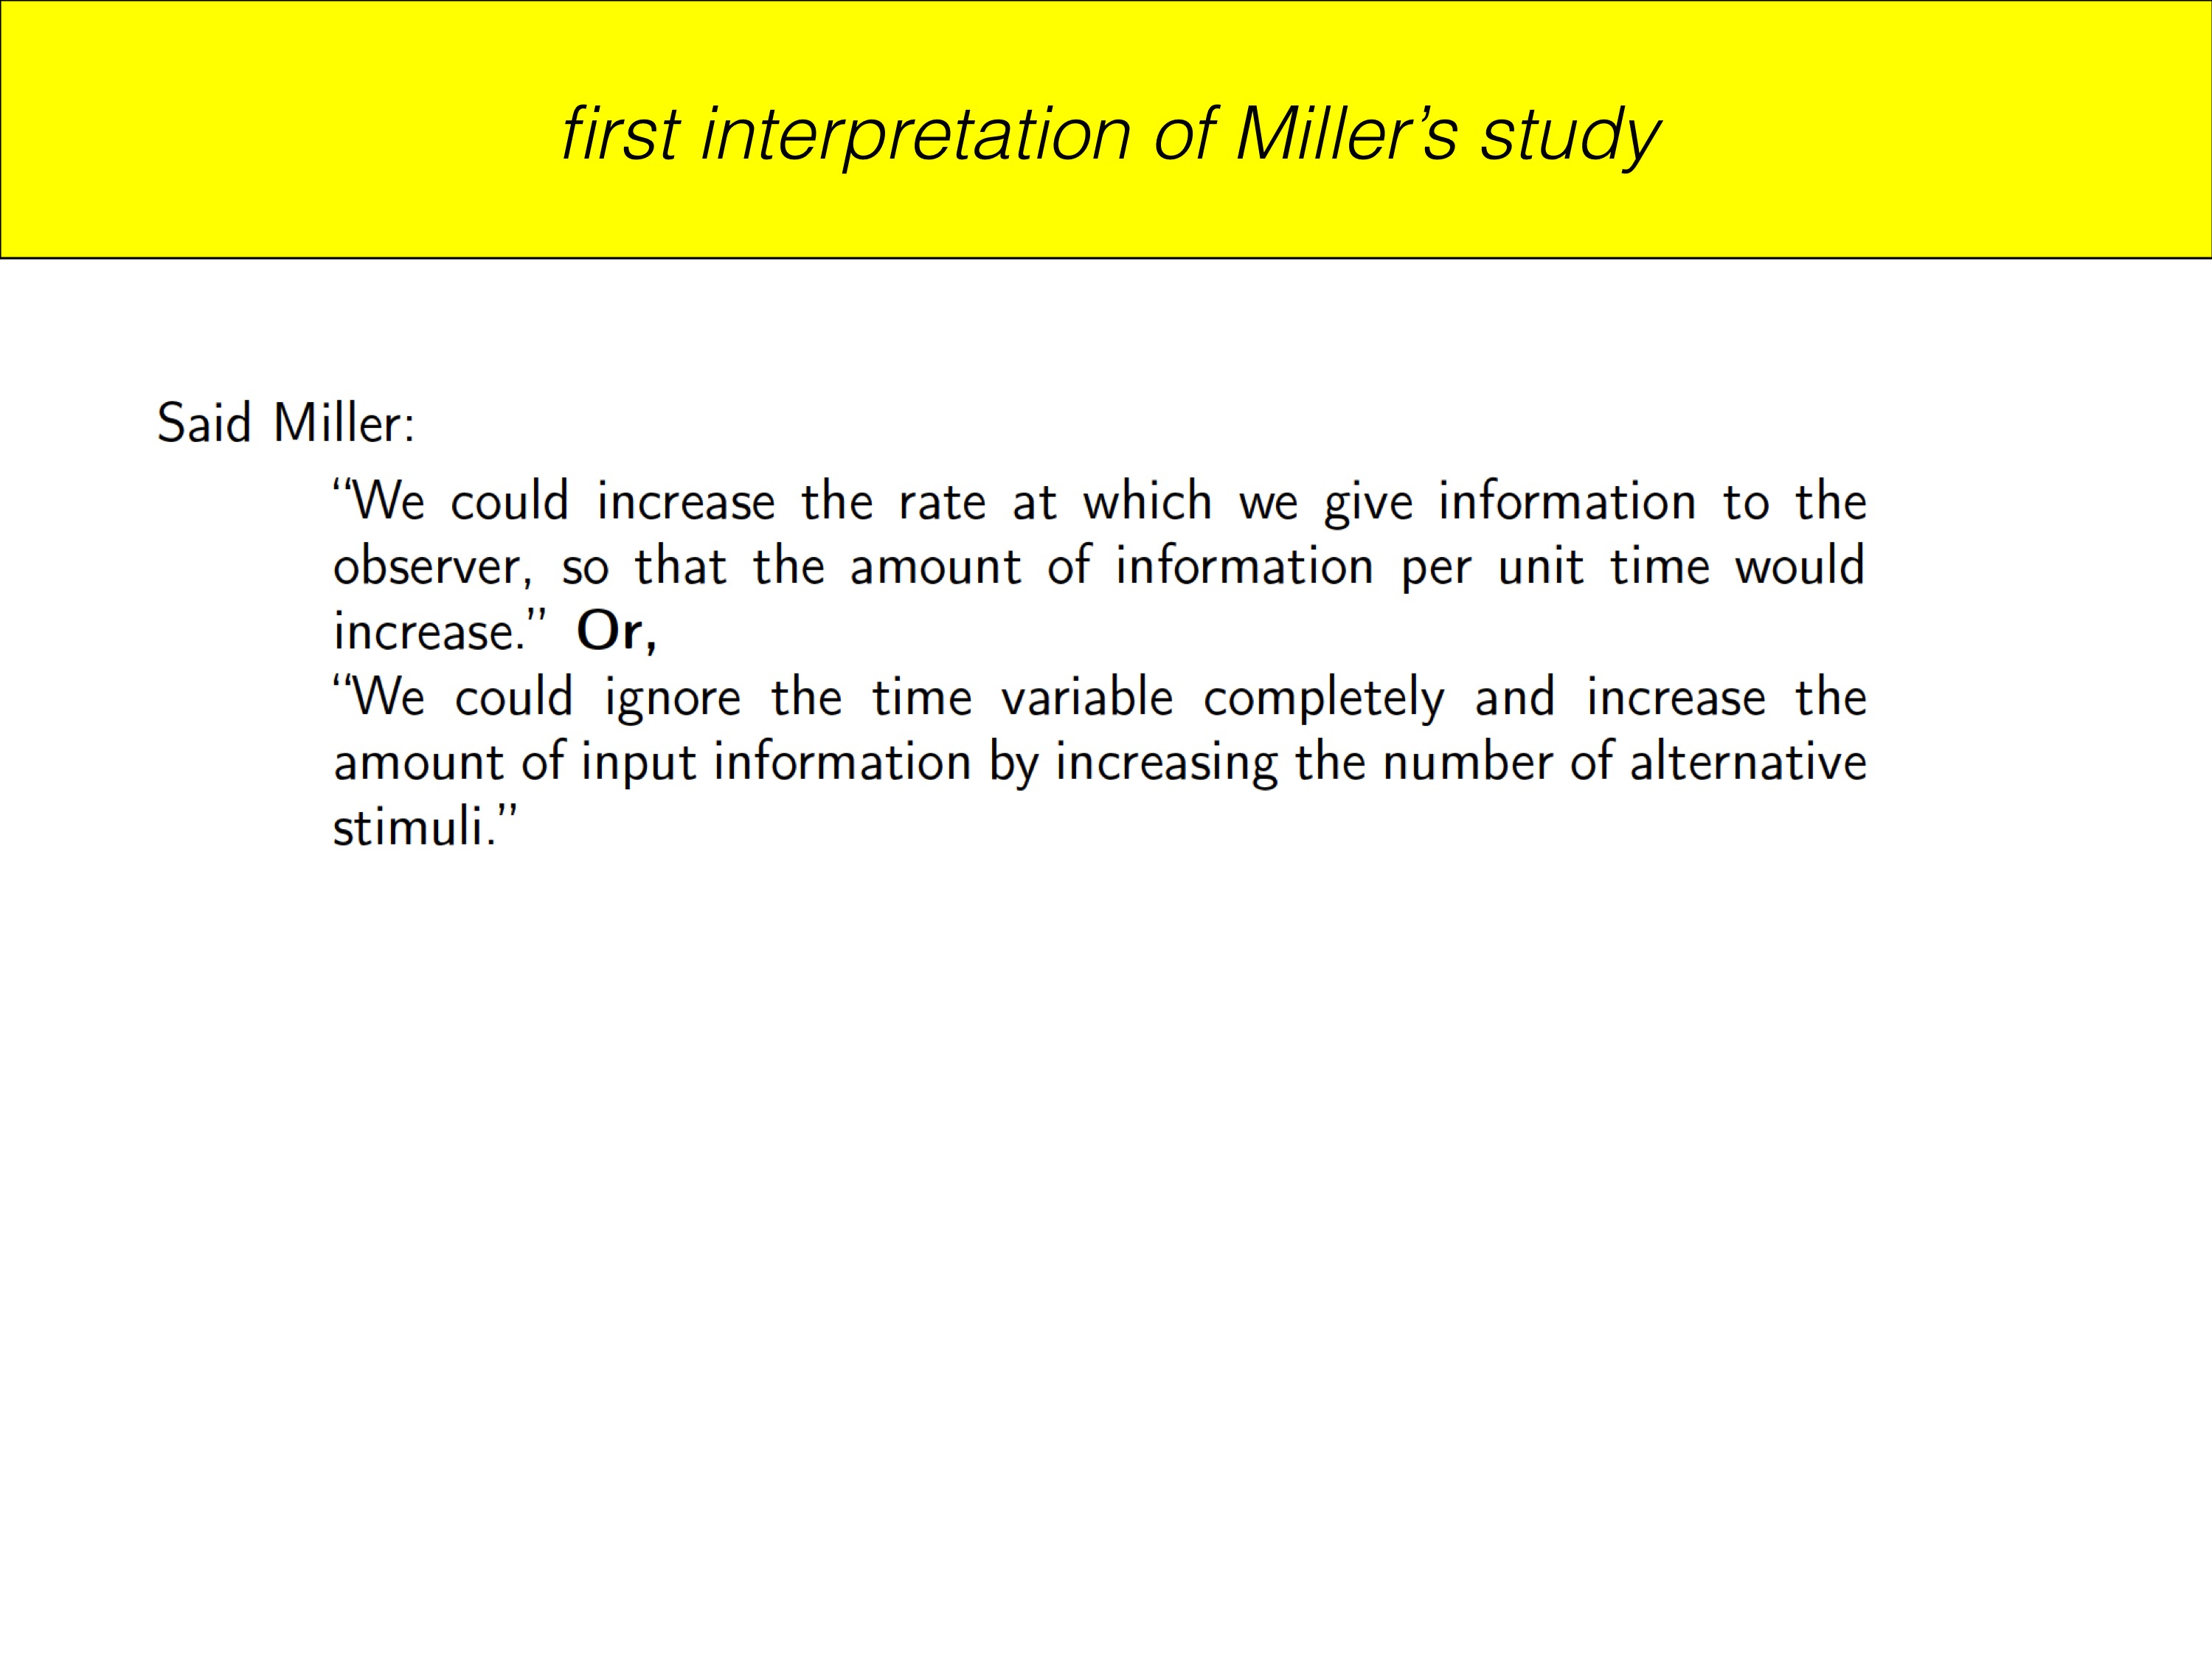 first interpretation of Miller’s study
Said Miller:
“We could increase the rate at which we give information to the
observer, so that the amount of information per unit time would
increase.” Or,
“We could ignore the time variable completely and increase the
amount of input information by increasing the number of alternative
stimuli.”